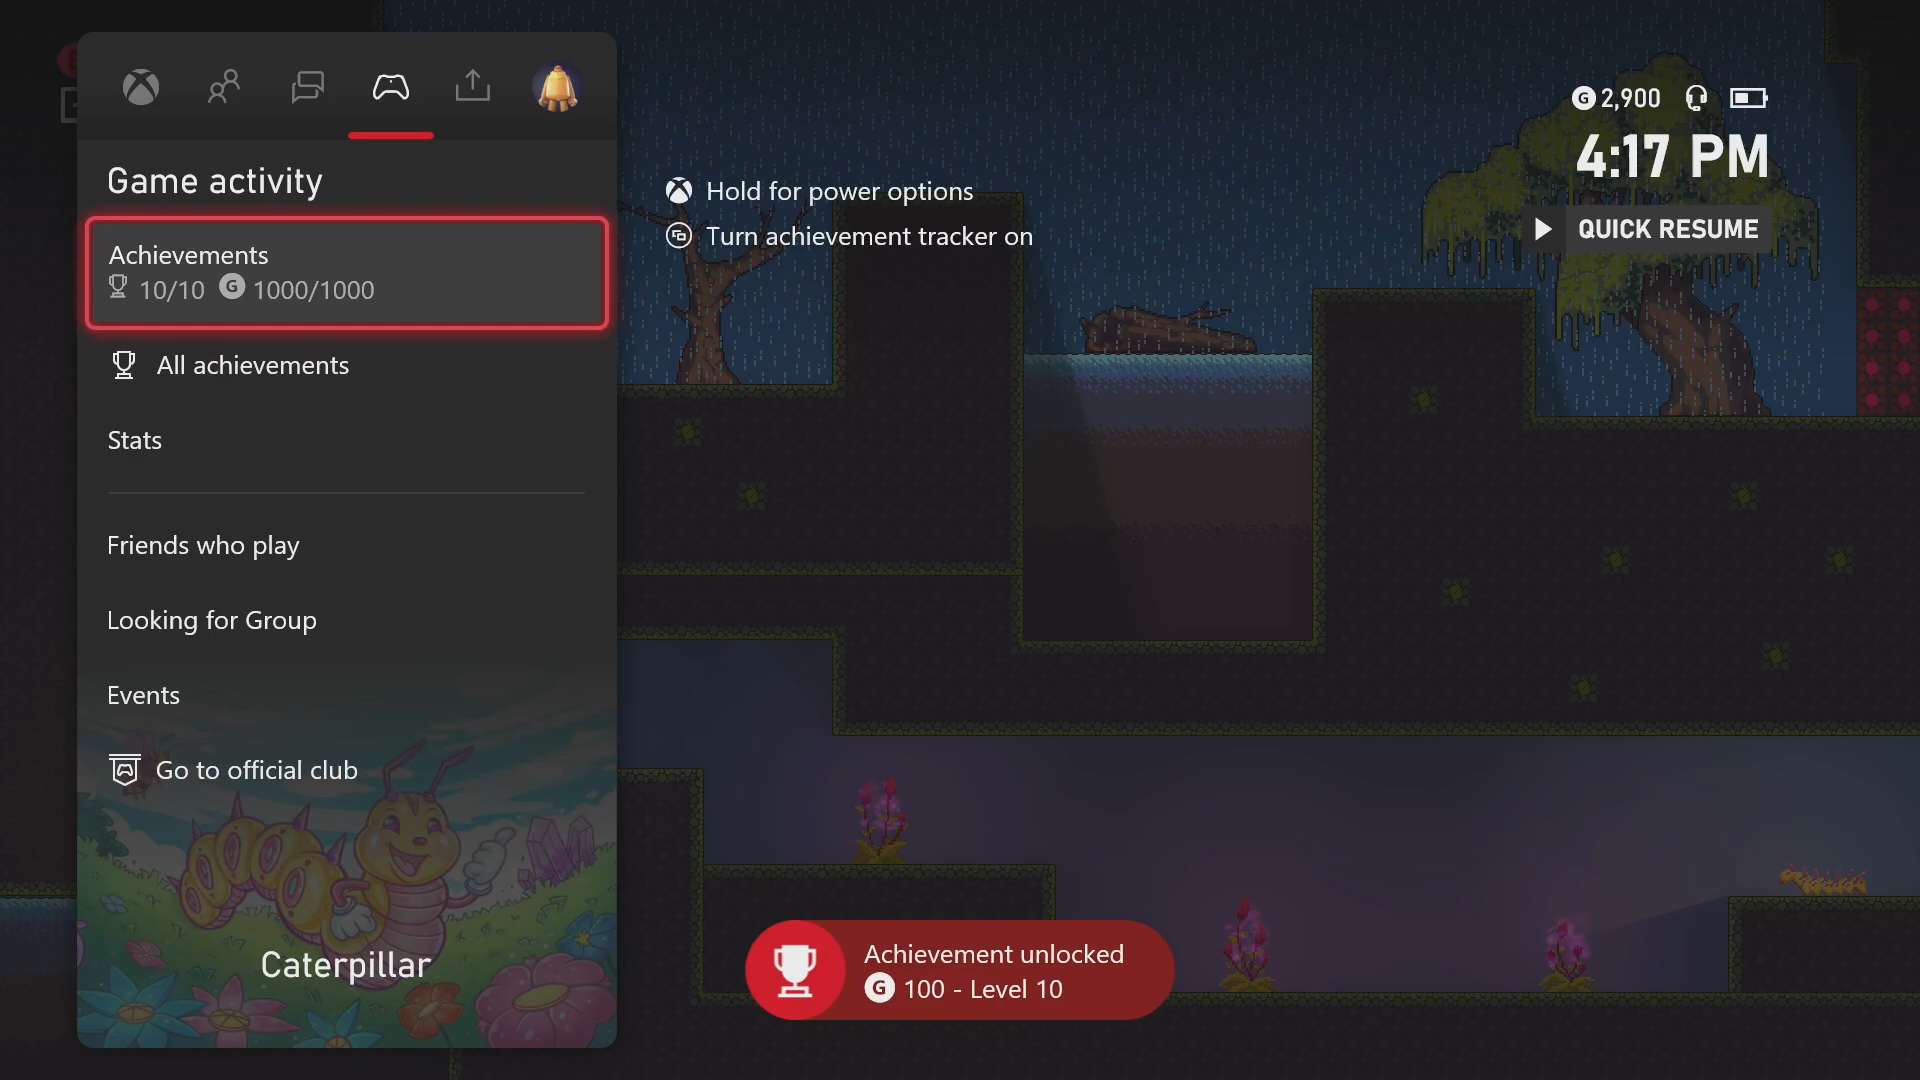 Game activity
Achievements
10/10 G 1000/1000
All achievements
Stats
Friends who play
Looking for Group
Events
Go to official club
Caterpillar
Hold for power options
Turn achievement tracker on
G 2,900
4:17 PM
QUICK RESUME
Achievement unlocked
G 100 - Level 10